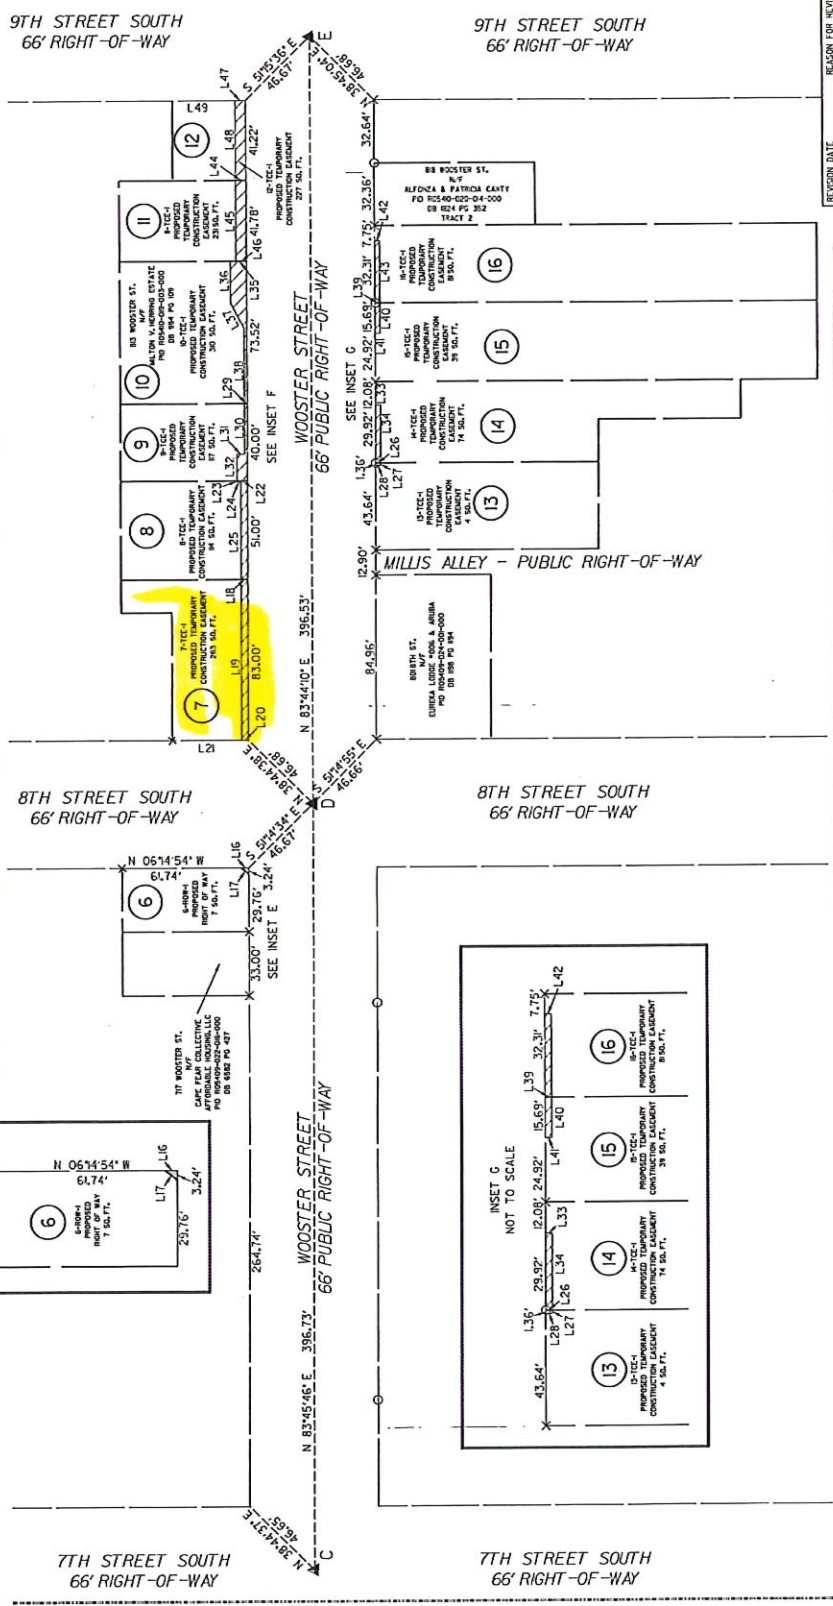 9TH STREET SOUTH
66' RIGHT-OF-WAY
9TH STREET SOUTH
66' RIGHT-OF-WAY
REVISION DATE
S 51°15'36" E
46.67'
E
N 38°45'04" E
46.68'
L47
L49
12
L48
41.22'
L44
12-TCE-1
PROPOSED TEMPORARY
CONSTRUCTION EASEMENT
227 SQ. FT.
11
11-TCE-1
PROPOSED
TEMPORARY
CONSTRUCTION
EASEMENT
L45
41.78'
L46
813 WOOSTER ST.
N/F
MILTON V. HERRING ESTATE
PID R05410-019-003-000
DB 954 PG 109
10
10-TCE-1
PROPOSED TEMPORARY
CONSTRUCTION EASEMENT
310 SQ. FT.
L36
L35
L37
73.52'
L38
L29
9
9-TCE-1
PROPOSED
TEMPORARY
CONSTRUCTION
EASEMENT
117 SQ. FT.
L31
L30
40.00'
L32
L23
SEE INSET F
8
8-TCE-1
PROPOSED TEMPORARY
CONSTRUCTION EASEMENT
L24
L22
L25
51.00'
L18
7
7-TCE-1
PROPOSED TEMPORARY
CONSTRUCTION EASEMENT
263 SQ. FT.
L19
83.00'
L20
L21
WOOSTER STREET
66' PUBLIC RIGHT-OF-WAY
N 83°44'10" E 396.53'
32.64'
32.36'
818 WOOSTER ST.
N/F
ALFONZA & PATRICIA CANTY
TRACT 2
7.75'
L42
32.31'
L43
L39
16
16-TCE-1
PROPOSED
TEMPORARY
CONSTRUCTION
EASEMENT
81 SQ. FT.
15.69'
L40
L41
24.92'
15
15-TCE-1
PROPOSED
TEMPORARY
CONSTRUCTION
EASEMENT
39 SQ. FT.
SEE INSET G
12.08'
L33
29.92'
L34
14
14-TCE-1
PROPOSED
TEMPORARY
CONSTRUCTION
EASEMENT
74 SQ. FT.
L26
1.36'
L27
L28
43.64'
13
13-TCE-1
PROPOSED
TEMPORARY
CONSTRUCTION
EASEMENT
4 SQ. FT.
12.90'
MILLIS ALLEY - PUBLIC RIGHT-OF-WAY
84.96'
N/F
EUREKA LODGE #1006 & ARUBA
N 38°44'38" E
46.68'
S 51°14'55" E
46.66'
D
8TH STREET SOUTH
66' RIGHT-OF-WAY
8TH STREET SOUTH
66' RIGHT-OF-WAY
S 51°14'34" E
46.67'
N 06°14'54" W
61.74'
L16
L17
3.24'
6
6-ROW-1
PROPOSED
RIGHT OF WAY
7 SQ. FT.
29.76'
33.00'
SEE INSET E
717 WOOSTER ST.
N/F
CAPE FEAR COLLECTIVE
AFFORDABLE HOUSING, LLC
PID R05409-022-016-000
DB 6582 PG 427
N 06°14'54" W
61.74'
L16
L17
3.24'
6
6-ROW-1
PROPOSED
RIGHT OF WAY
7 SQ. FT.
29.76'
264.74'
WOOSTER STREET
66' PUBLIC RIGHT-OF-WAY
N 83°45'46" E 396.73'
INSET G
NOT TO SCALE
7.75'
L42
32.31'
L39
16
16-TCE-1
PROPOSED TEMPORARY
CONSTRUCTION EASEMENT
81 SQ. FT.
15.69'
L40
L41
24.92'
15
15-TCE-1
PROPOSED TEMPORARY
CONSTRUCTION EASEMENT
39 SQ. FT.
12.08'
L33
29.92'
L34
14
14-TCE-1
PROPOSED TEMPORARY
CONSTRUCTION EASEMENT
74 SQ. FT.
L26
1.36'
L27
L28
43.64'
13
13-TCE-1
PROPOSED TEMPORARY
CONSTRUCTION EASEMENT
4 SQ. FT.
N 38°44'37" E
46.65'
C
7TH STREET SOUTH
66' RIGHT-OF-WAY
7TH STREET SOUTH
66' RIGHT-OF-WAY